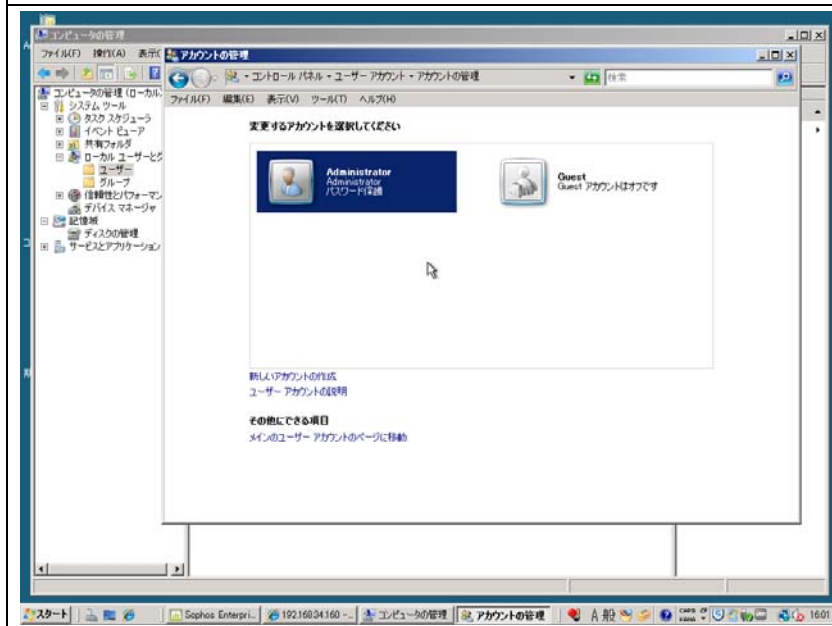 コンピュータの管理
ファイル(F) 操作(A) 表示(
コンピュータの管理 (ローカル
システム ツール
タスク スケジューラ
イベント ビューア
共有フォルダ
ローカル ユーザーとグ
ユーザー
グループ
信頼性とパフォーマン
デバイス マネージャ
記憶域
ディスクの管理
サービスとアプリケーション
アカウントの管理
コントロール パネル ・ ユーザー アカウント ・ アカウントの管理
検索
ファイル(F) 編集(E) 表示(V) ツール(T) ヘルプ(H)
変更するアカウントを選択してください
Administrator
Administrator
パスワード保護
Guest
Guest アカウントはオフです
新しいアカウントの作成
ユーザー アカウントの説明
その他にできる項目
メインのユーザー アカウントのページに移動
スタート
Sophos Enterpri...
192.168.34.160 -...
コンピュータの管理
アカウントの管理
A 般
CAPS
KANA
16:01